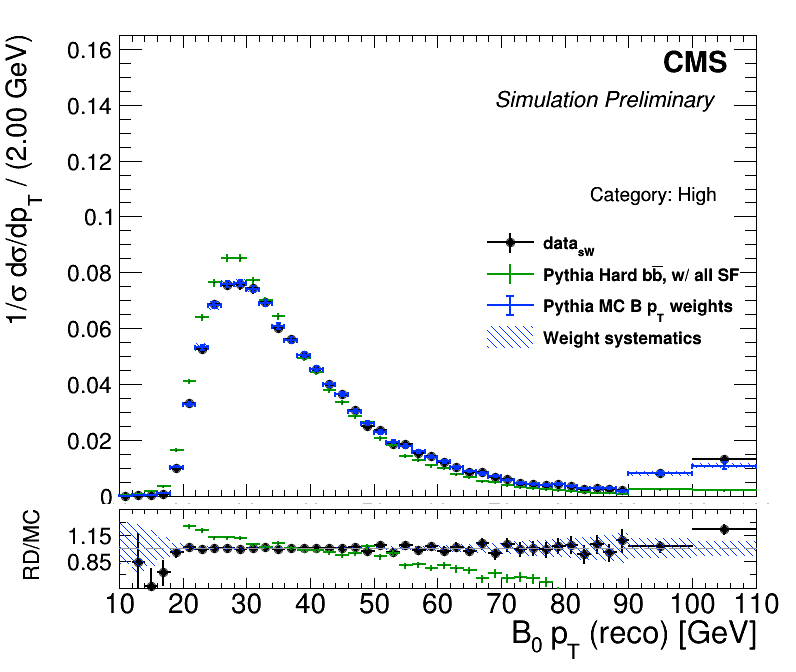 CMS
Simulation Preliminary
Category: High
data_sW
Pythia Hard bb̅, w/ all SF
Pythia MC B p_T weights
Weight systematics
1/σ dσ/dp_T / (2.00 GeV)
0.16
0.14
0.12
0.1
0.08
0.06
0.04
0.02
0
RD/MC
1.15
0.85
10 20 30 40 50 60 70 80 90 100 110
B_0 p_T (reco) [GeV]